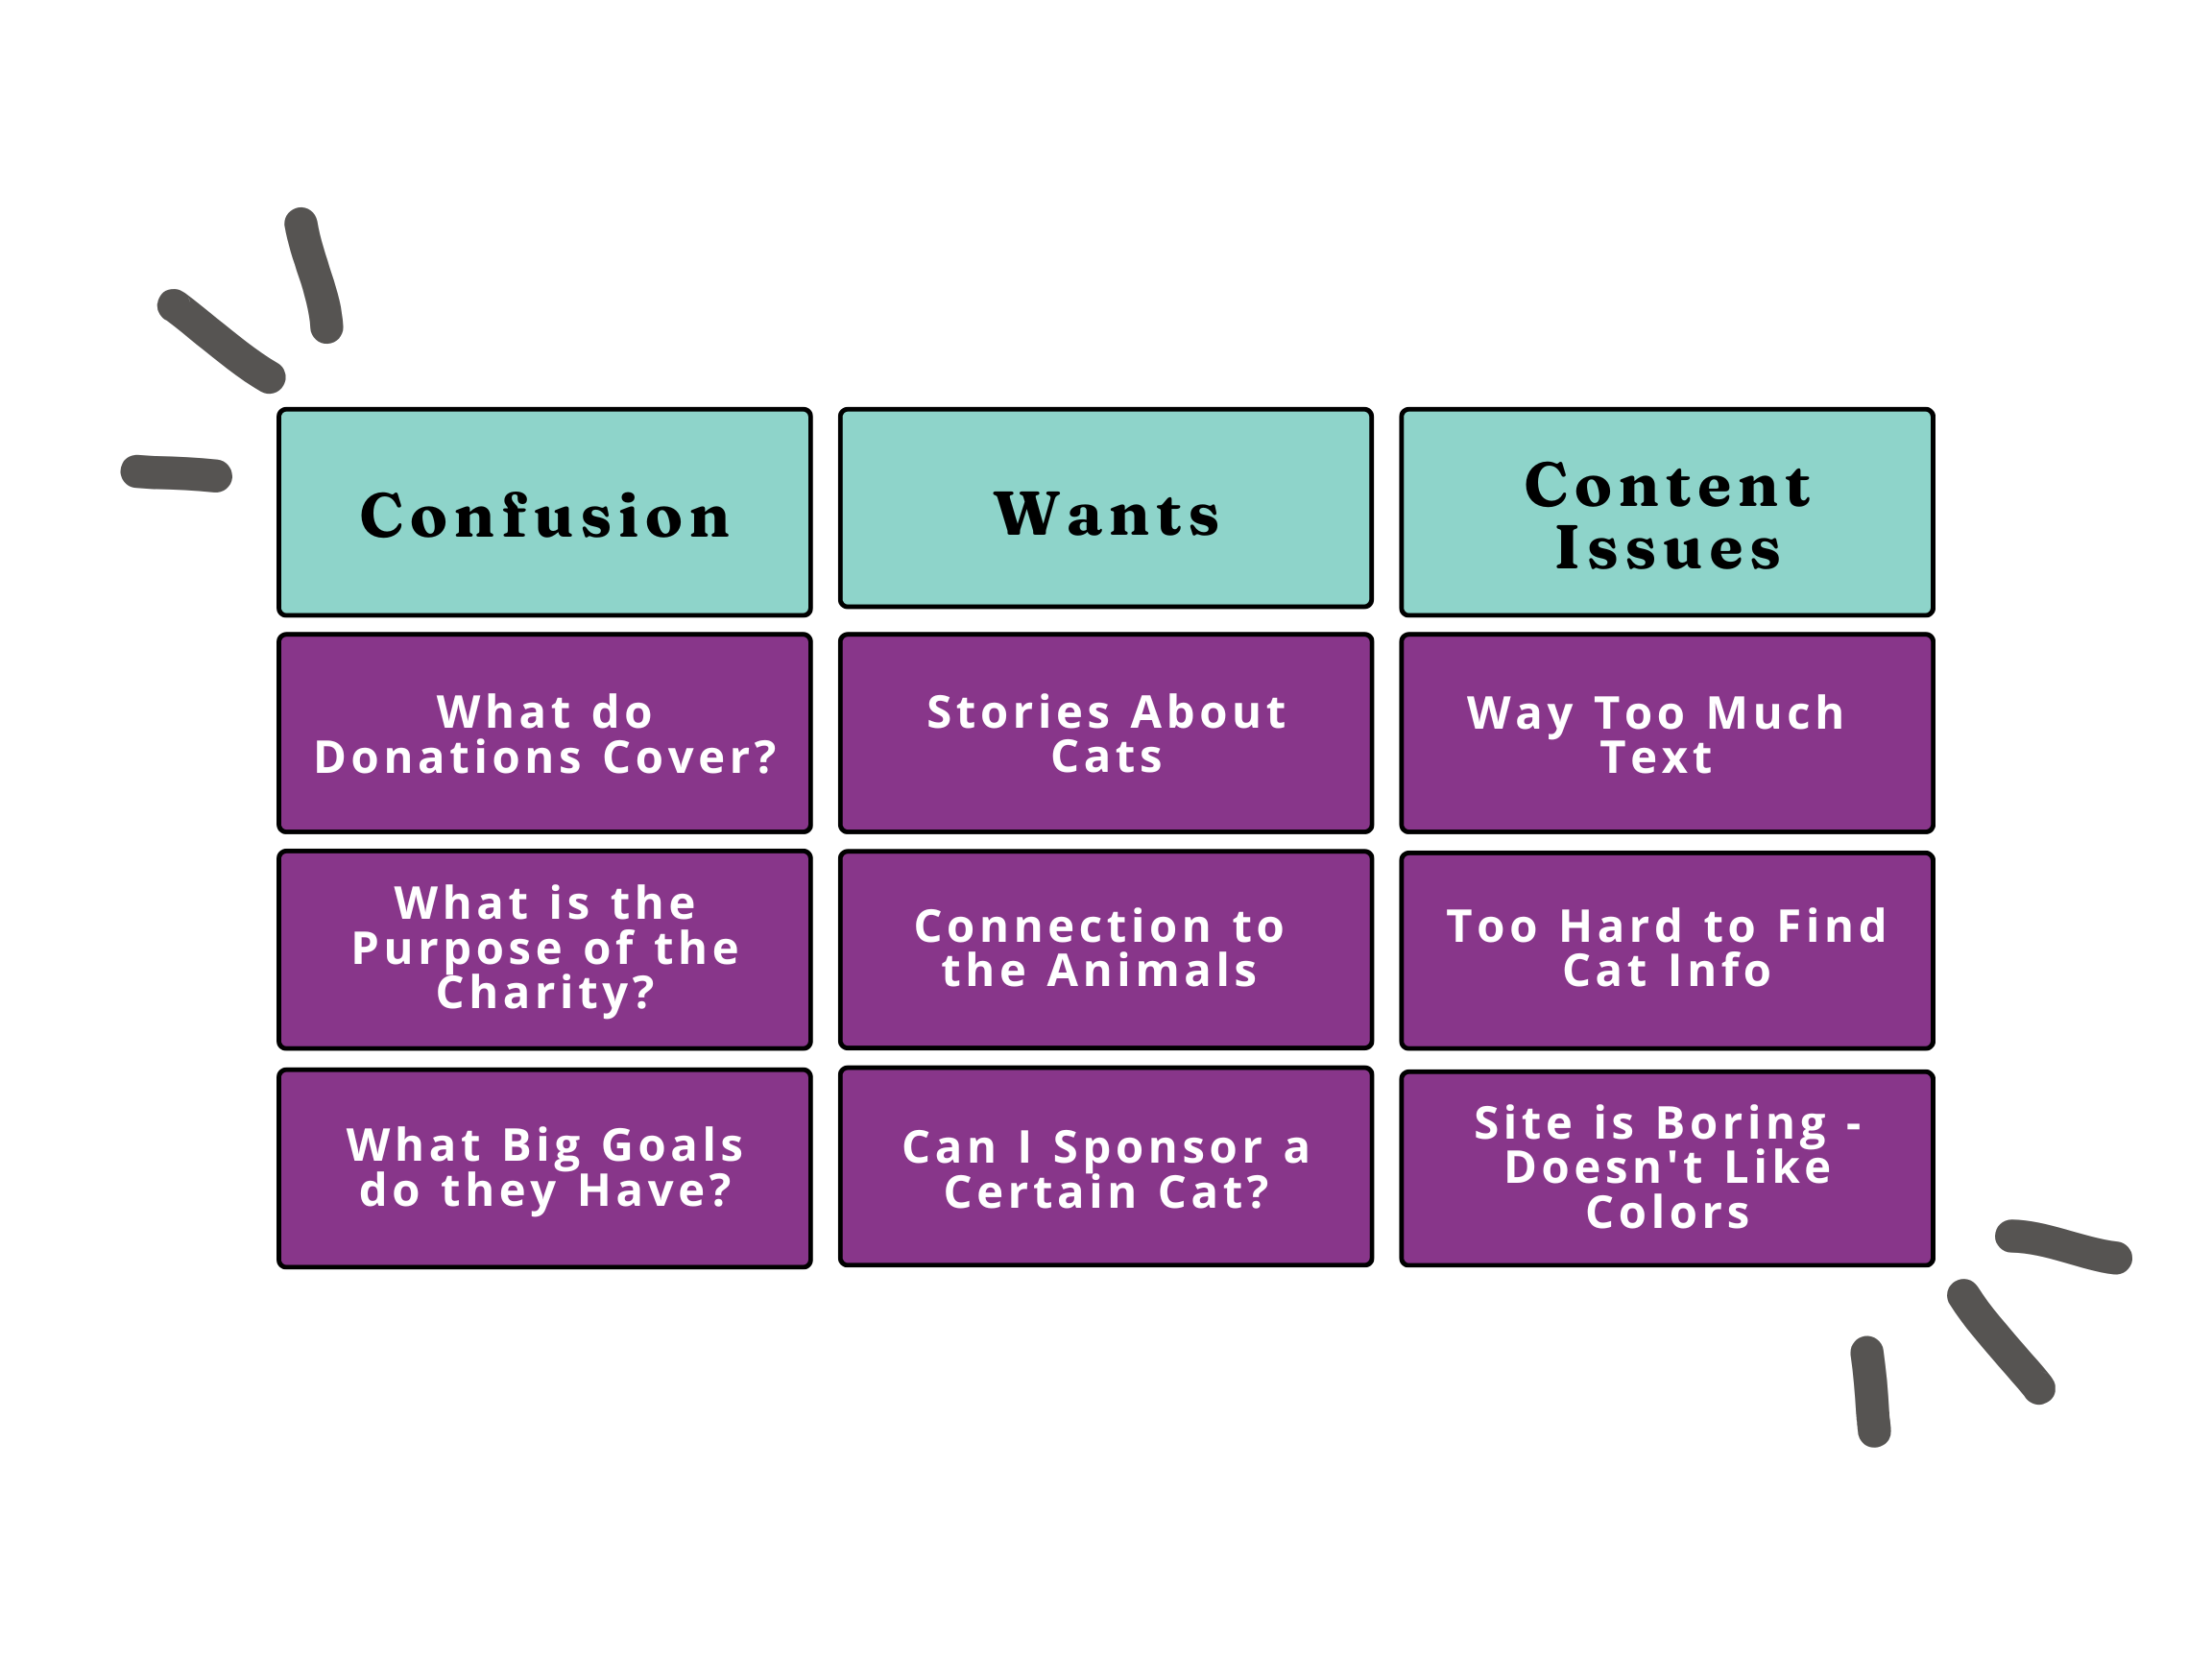 Confusion
Wants
Content
Issues
What do
Donations Cover?
Stories About
Cats
Way Too Much
Text
What is the
Purpose of the
Charity?
Connection to
the Animals
Too Hard to Find
Cat Info
What Big Goals
do they Have?
Can I Sponsor a
Certain Cat?
Site is Boring -
Doesn't Like
Colors